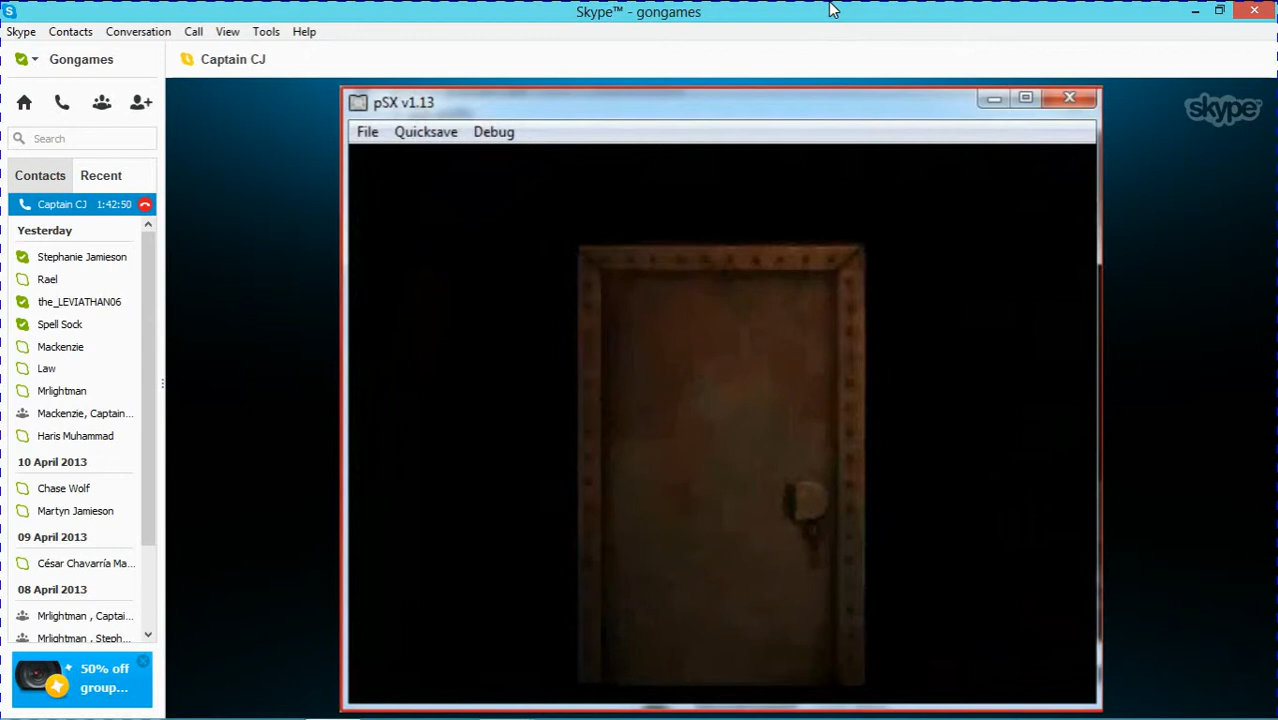 Skype™ - gongames
Skype Contacts Conversation Call View Tools Help
Gongames
Captain CJ
Search
Contacts Recent
Captain CJ 1:42:50
Yesterday
Stephanie Jamieson
Rael
the_LEVIATHAN06
Spell Sock
Mackenzie
Law
Mrlightman
Mackenzie, Captain...
Haris Muhammad
10 April 2013
Chase Wolf
Martyn Jamieson
09 April 2013
César Chavarría Ma...
08 April 2013
Mrlightman , Captai...
Mrlightman , Steph...
50% off
group...
pSX v1.13
File Quicksave Debug
skype™